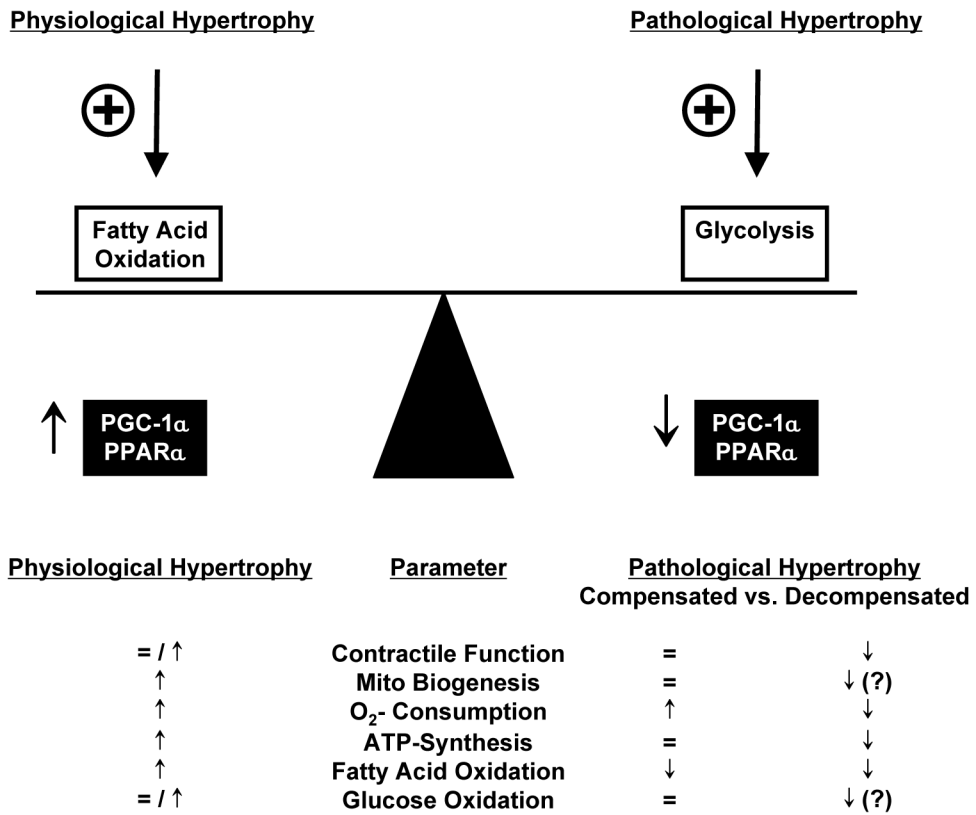 Physiological Hypertrophy Pathological Hypertrophy
+ +
Fatty Acid
Oxidation
Glycolysis
↑ PGC-1α
PPARα
↓ PGC-1α
PPARα
Physiological Hypertrophy Parameter Pathological Hypertrophy
Compensated vs. Decompensated
= / ↑ Contractile Function = ↓
↑ Mito Biogenesis = ↓ (?)
↑ O₂- Consumption ↑ ↓
↑ ATP-Synthesis = ↓
↑ Fatty Acid Oxidation ↓ ↓
= / ↑ Glucose Oxidation = ↓ (?)